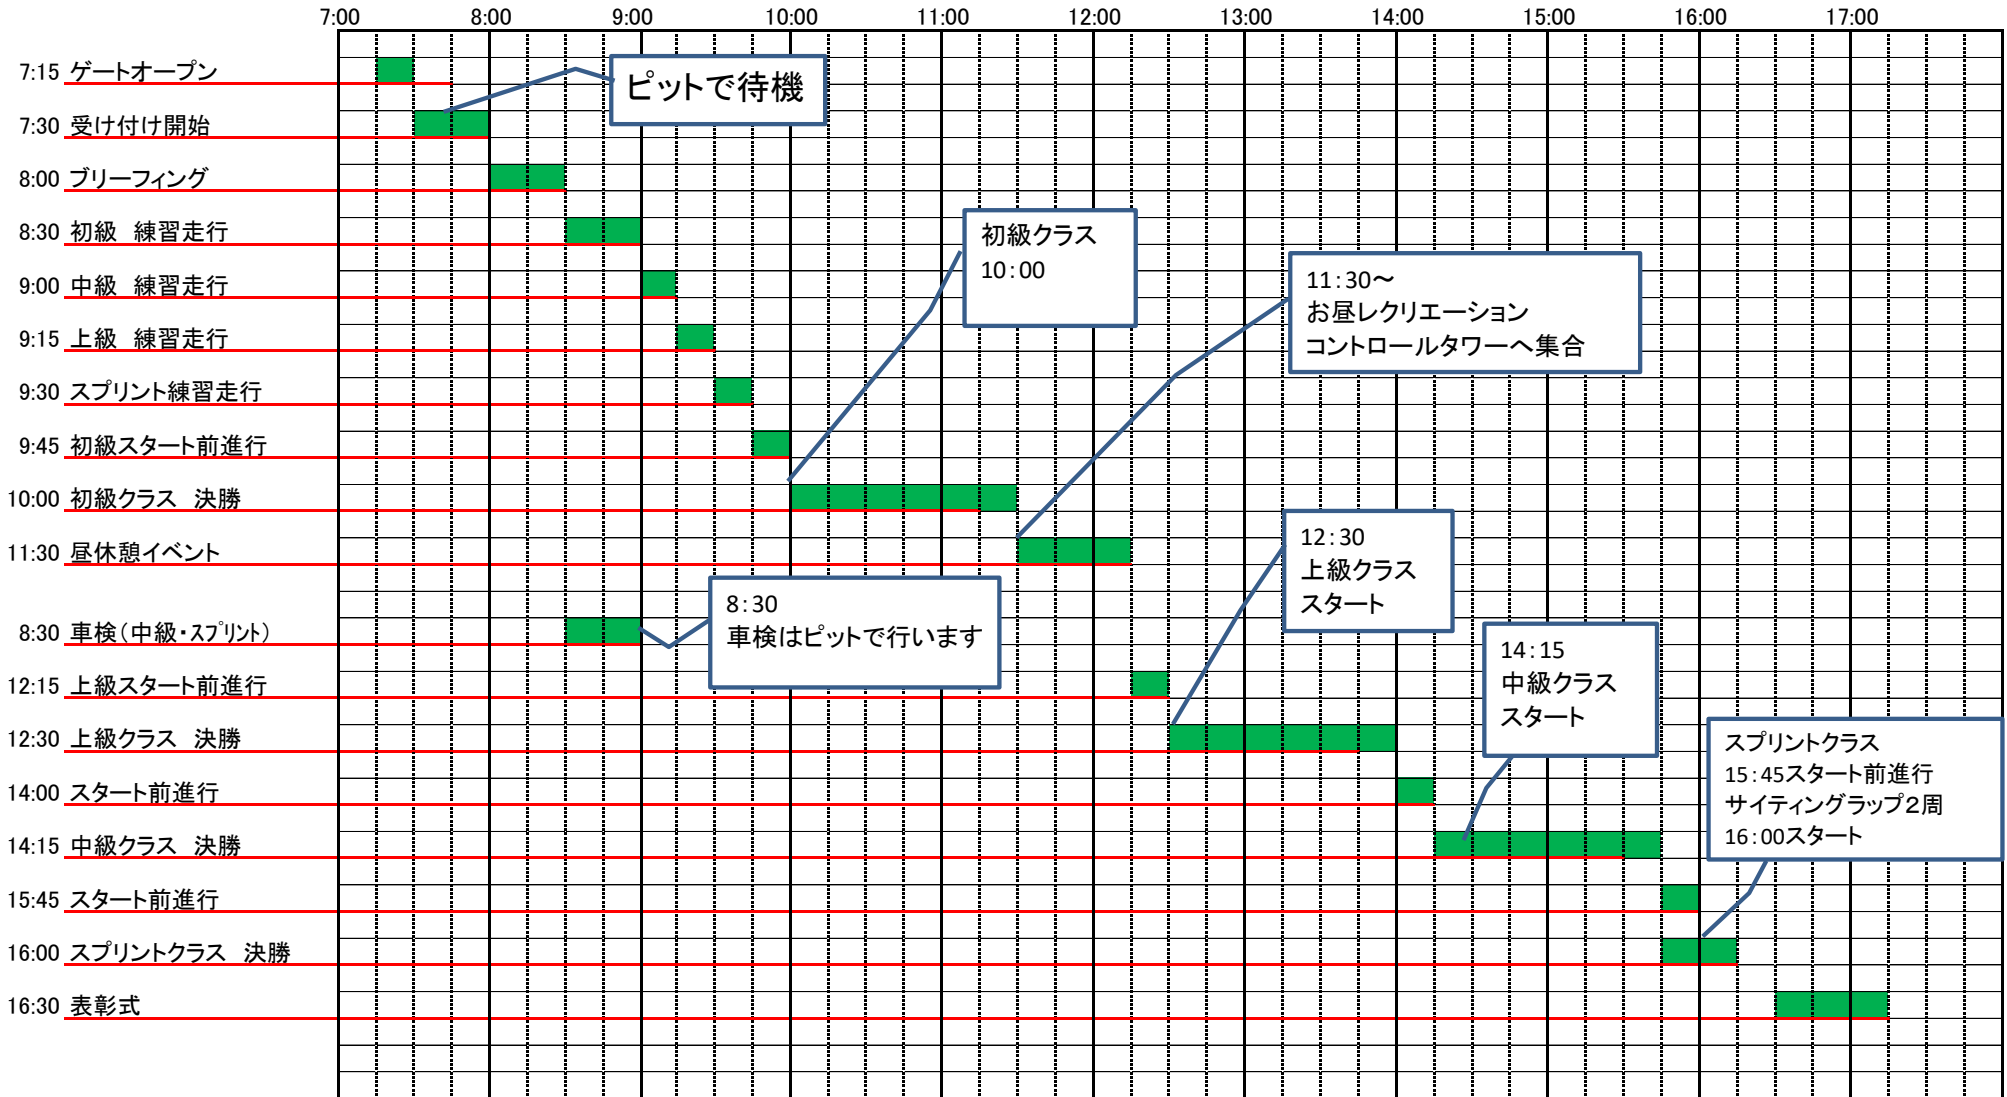 7:00 8:00 9:00 10:00 11:00 12:00 13:00 14:00 15:00 16:00 17:00
7:15 ゲートオープン
ピットで待機
7:30 受け付け開始
8:00 ブリーフィング
8:30 初級　練習走行
初級クラス
10:00
9:00 中級　練習走行
11:30～
お昼レクリエーション
コントロールタワーへ集合
9:15 上級　練習走行
9:30 スプリント練習走行
9:45 初級スタート前進行
10:00 初級クラス　決勝
11:30 昼休憩イベント
12:30
上級クラス
スタート
8:30 車検（中級・ｽﾌﾟﾘﾝﾄ）
8:30
車検はピットで行います
14:15
中級クラス
スタート
12:15 上級スタート前進行
12:30 上級クラス　決勝
スプリントクラス
15:45スタート前進行
サイティングラップ２周
16:00スタート
14:00 スタート前進行
14:15 中級クラス　決勝
15:45 スタート前進行
16:00 スプリントクラス　決勝
16:30 表彰式